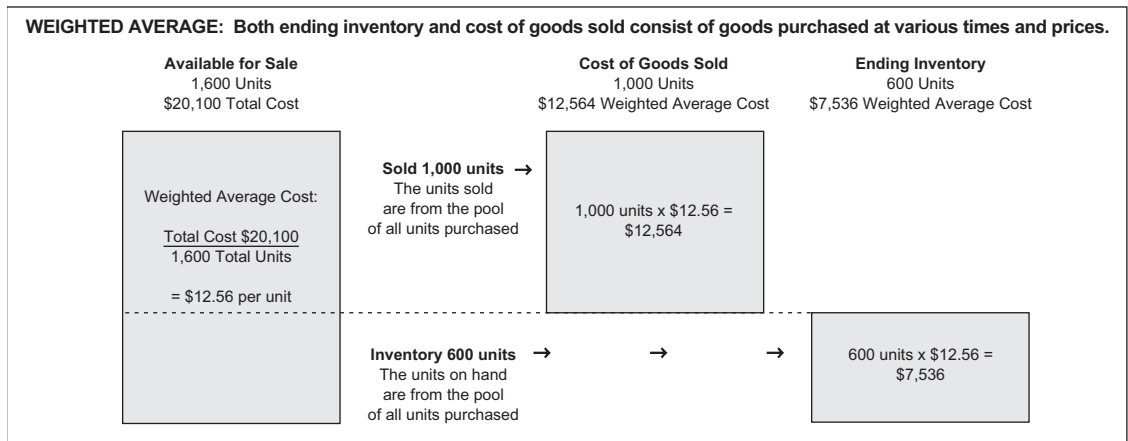 WEIGHTED AVERAGE: Both ending inventory and cost of goods sold consist of goods purchased at various times and prices.
Available for Sale
1,600 Units
$20,100 Total Cost
Cost of Goods Sold
1,000 Units
$12,564 Weighted Average Cost
Ending Inventory
600 Units
$7,536 Weighted Average Cost
Weighted Average Cost:
Total Cost $20,100
1,600 Total Units
= $12.56 per unit
Sold 1,000 units →
The units sold
are from the pool
of all units purchased
1,000 units x $12.56 =
$12,564
Inventory 600 units → → →
The units on hand
are from the pool
of all units purchased
600 units x $12.56 =
$7,536